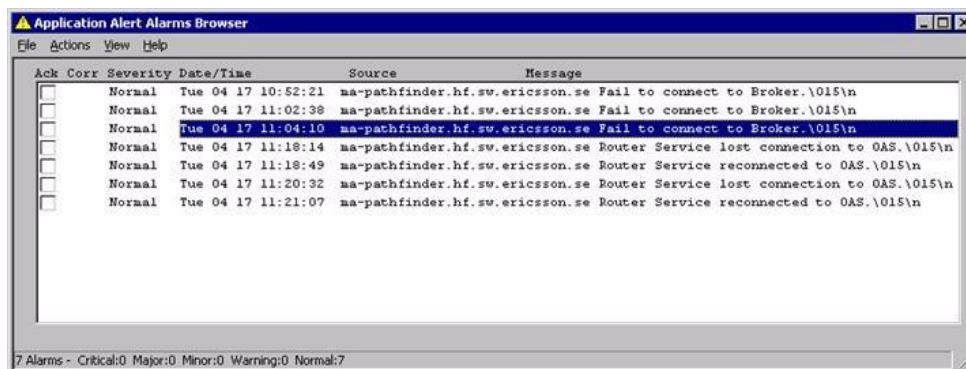 Application Alert Alarms Browser
File Actions View Help
Ack Corr Severity Date/Time Source Message
Normal Tue 04 17 10:52:21 ma-pathfinder.hf.sw.ericsson.se Fail to connect to Broker.\015\n
Normal Tue 04 17 11:02:38 ma-pathfinder.hf.sw.ericsson.se Fail to connect to Broker.\015\n
Normal Tue 04 17 11:04:10 ma-pathfinder.hf.sw.ericsson.se Fail to connect to Broker.\015\n
Normal Tue 04 17 11:18:14 ma-pathfinder.hf.sw.ericsson.se Router Service lost connection to OAS.\015\n
Normal Tue 04 17 11:18:49 ma-pathfinder.hf.sw.ericsson.se Router Service reconnected to OAS.\015\n
Normal Tue 04 17 11:20:32 ma-pathfinder.hf.sw.ericsson.se Router Service lost connection to OAS.\015\n
Normal Tue 04 17 11:21:07 ma-pathfinder.hf.sw.ericsson.se Router Service reconnected to OAS.\015\n
7 Alarms - Critical:0 Major:0 Minor:0 Warning:0 Normal:7